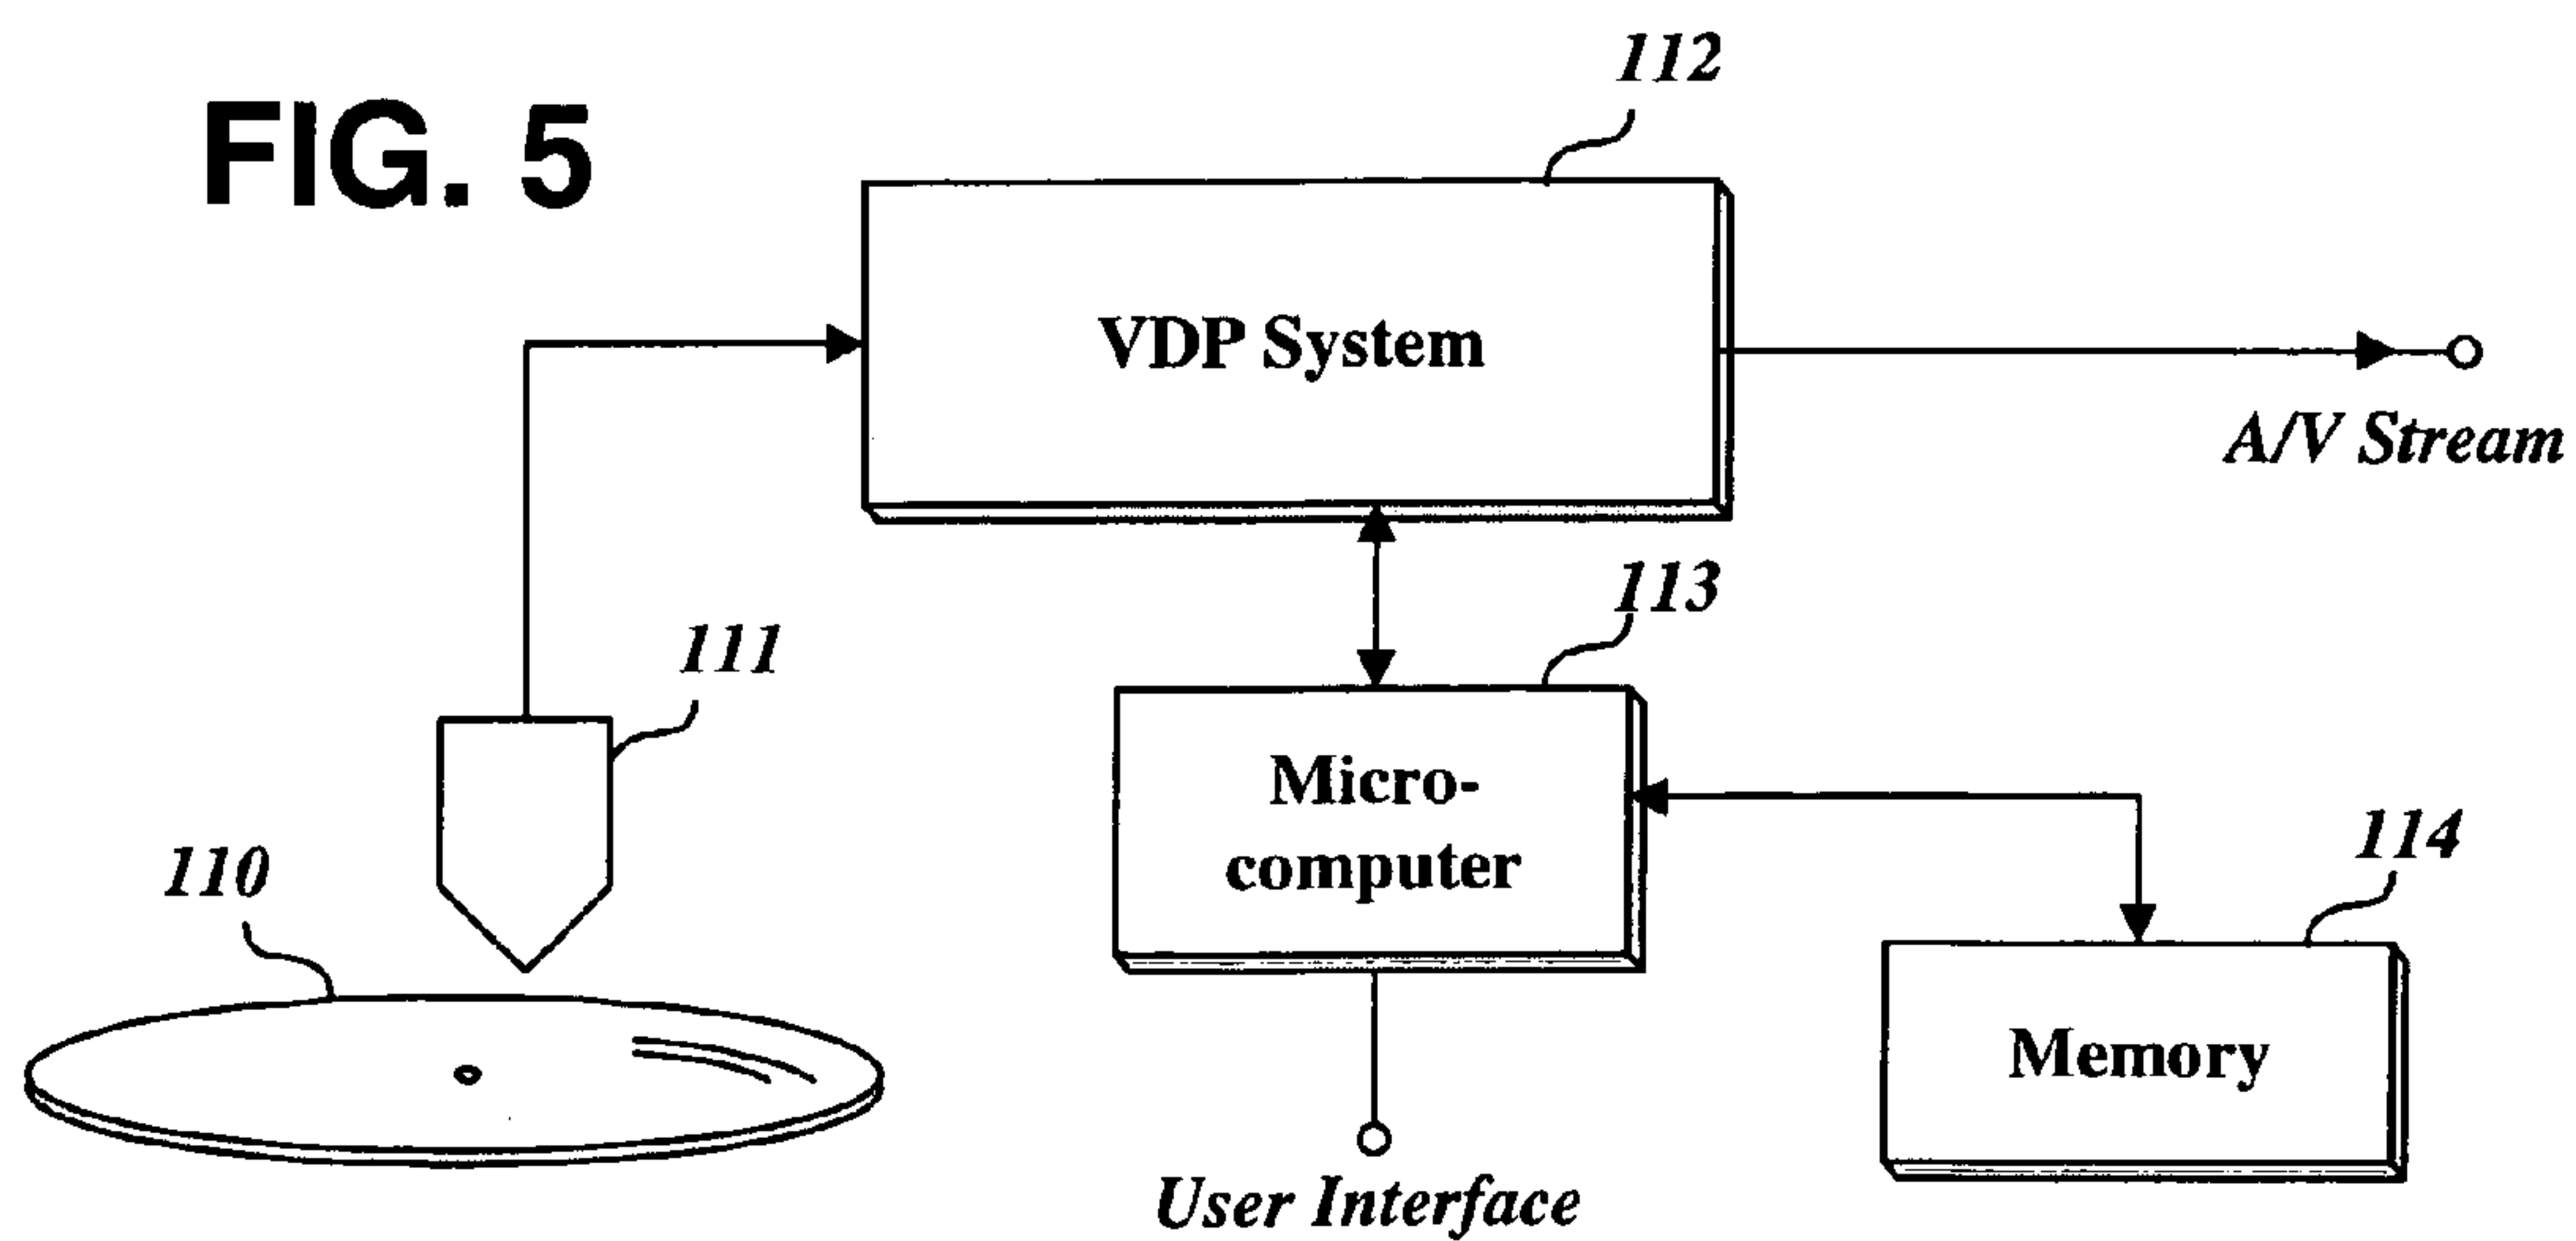 FIG. 5
112
VDP System
A/V Stream
113
111
Micro-
computer
110
114
Memory
User Interface